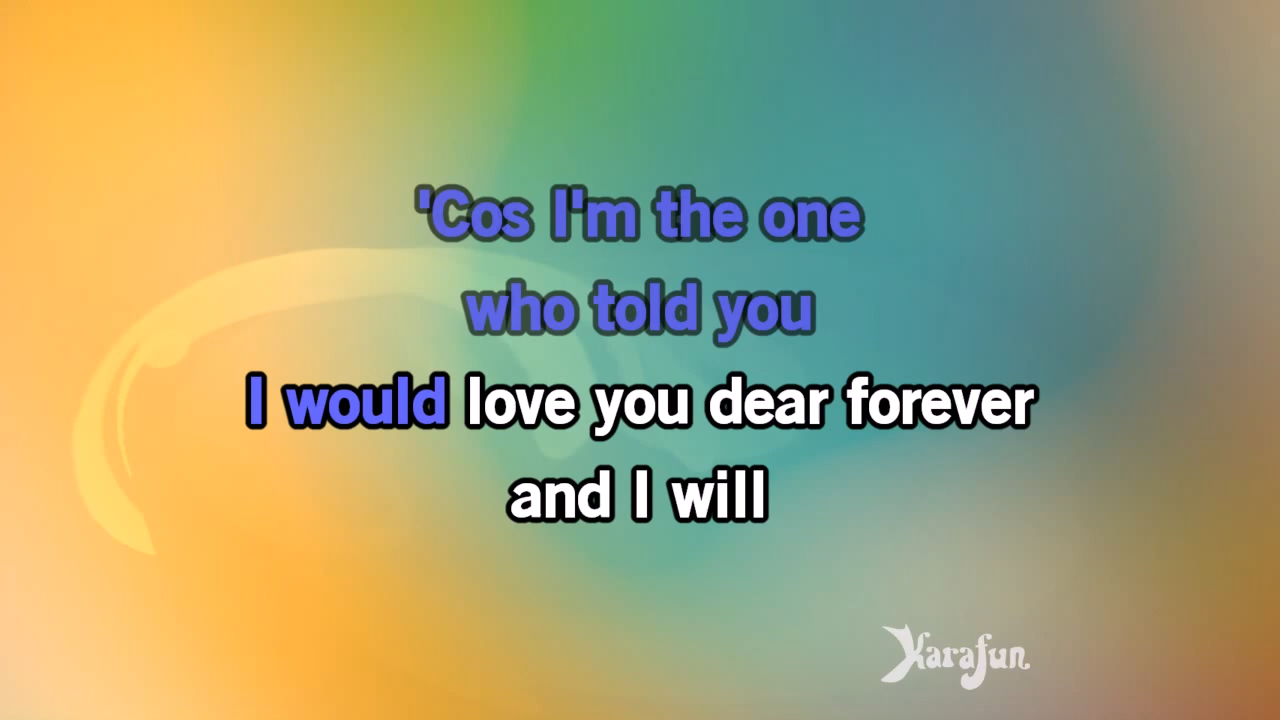 'Cos I'm the one
who told you
I would love you dear forever
and I will
Karafun